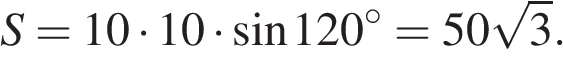 S = 10 · 10 · sin 120° = 50√3.